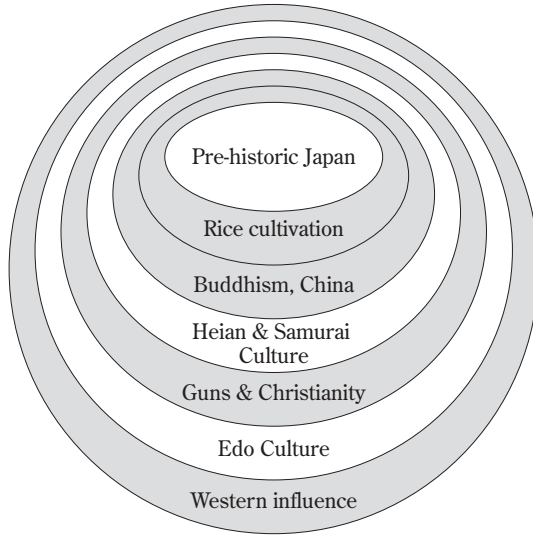 Pre-historic Japan
Rice cultivation
Buddhism, China
Heian & Samurai
Culture
Guns & Christianity
Edo Culture
Western influence